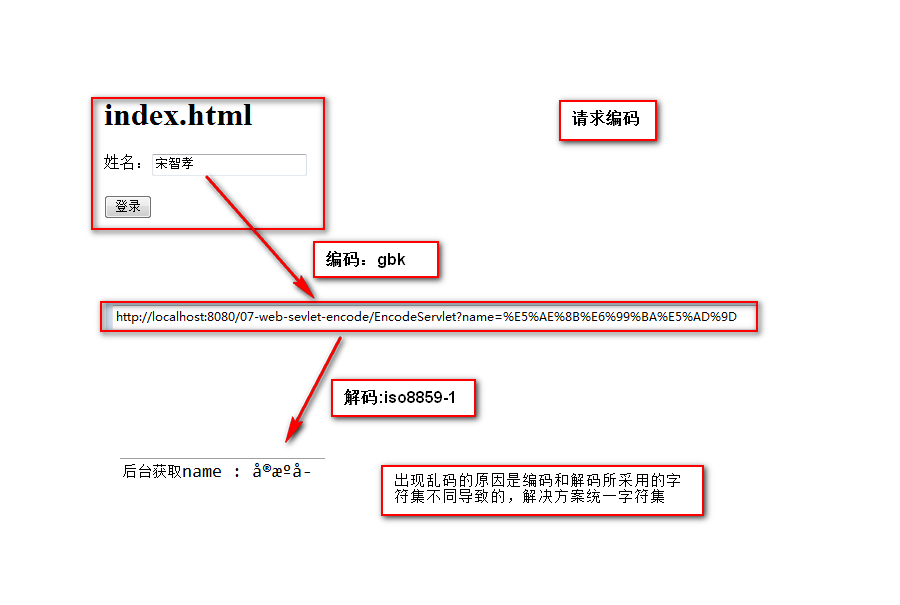 index.html
请求编码
姓名：宋智孝
登录
编码：gbk
http://localhost:8080/07-web-sevlet-encode/EncodeServlet?name=%E5%AE%8B%E6%99%BA%E5%AD%9D
解码:iso8859-1
后台获取name : å®æºå-
出现乱码的原因是编码和解码所采用的字
符集不同导致的，解决方案统一字符集